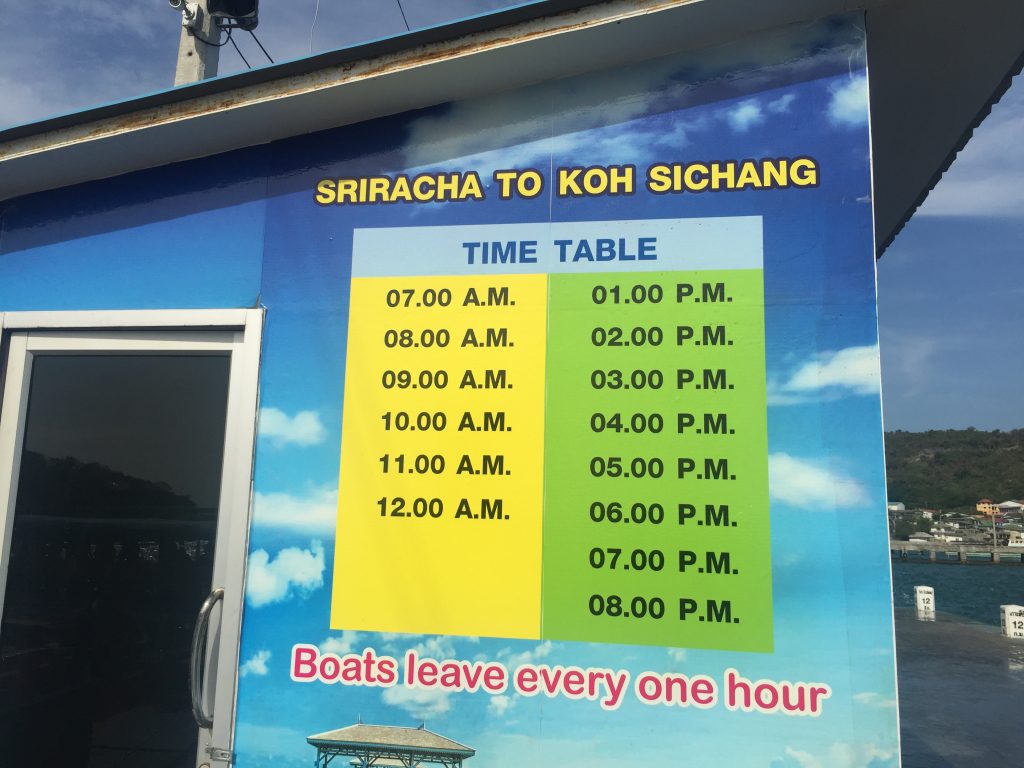 SRIRACHA TO KOH SICHANG
TIME TABLE
07.00 A.M.
08.00 A.M.
09.00 A.M.
10.00 A.M.
11.00 A.M.
12.00 A.M.
01.00 P.M.
02.00 P.M.
03.00 P.M.
04.00 P.M.
05.00 P.M.
06.00 P.M.
07.00 P.M.
08.00 P.M.
Boats leave every one hour
12
12